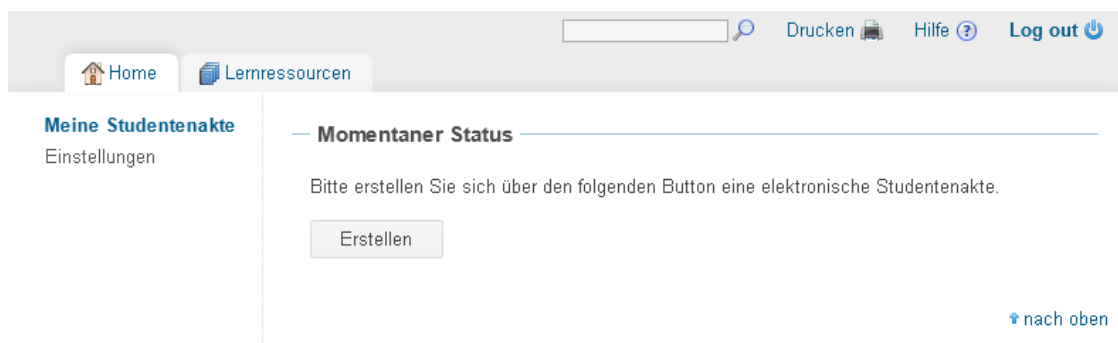 Drucken Hilfe Log out
Home Lernressourcen
Meine Studentenakte
Einstellungen
Momentaner Status
Bitte erstellen Sie sich über den folgenden Button eine elektronische Studentenakte.
Erstellen
nach oben